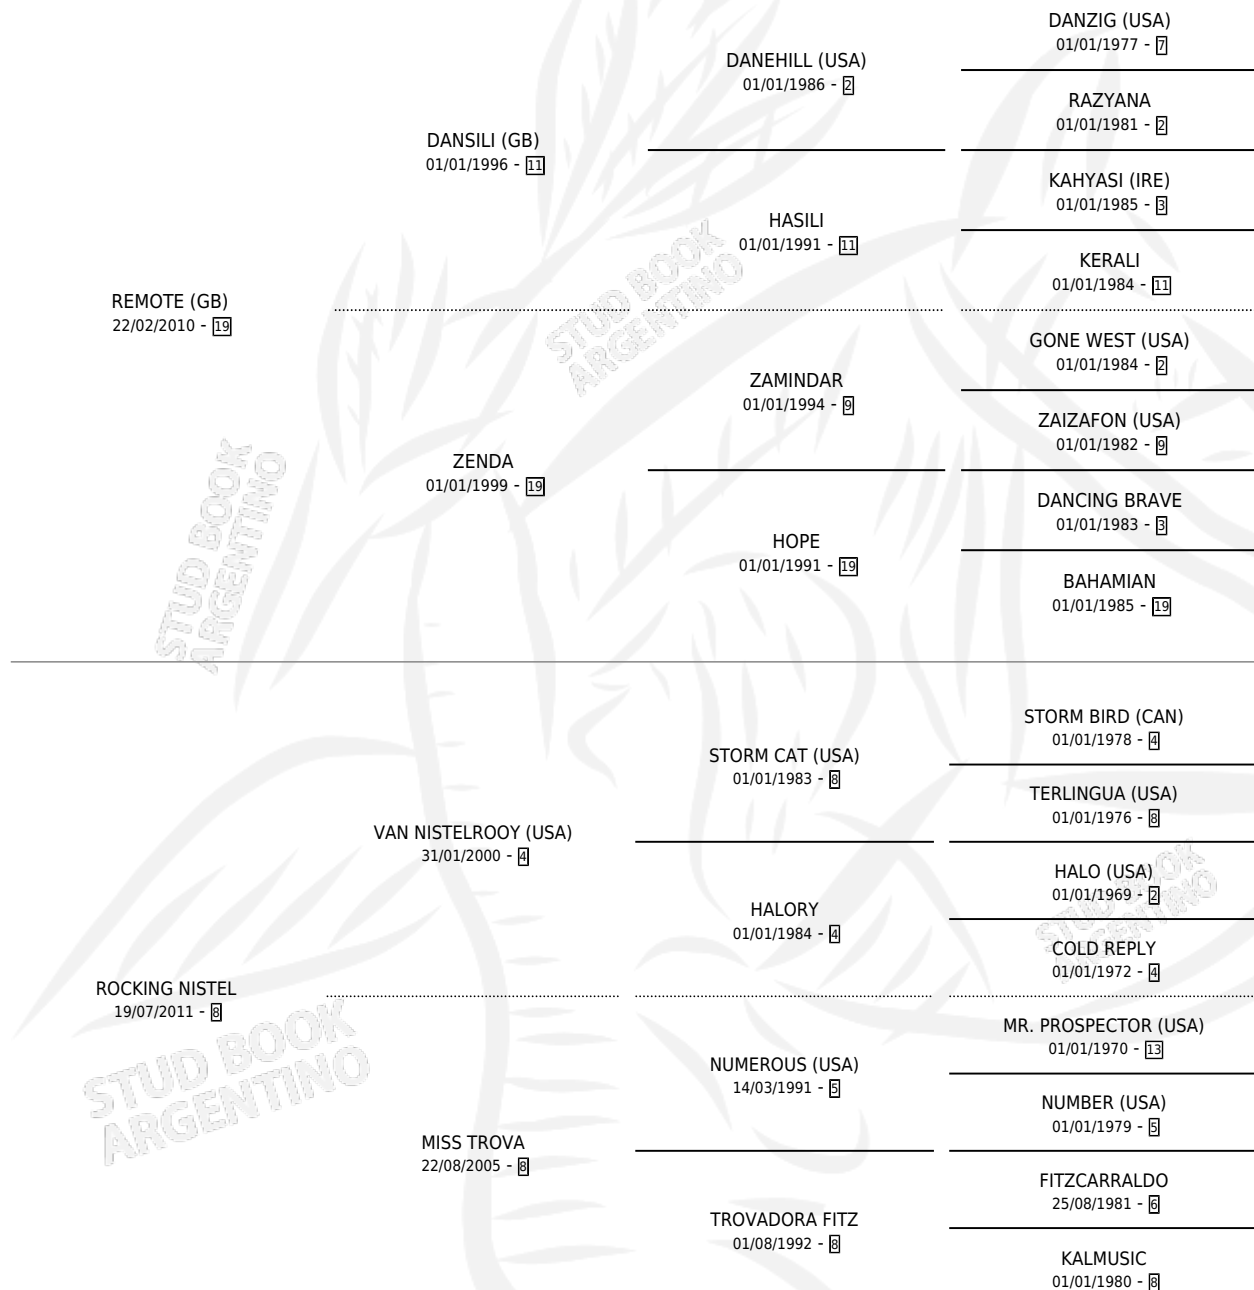 DANZIG (USA)
01/01/1977 - 7
DANEHILL (USA)
01/01/1986 - 2
RAZYANA
01/01/1981 - 2
DANSILI (GB)
01/01/1996 - 11
KAHYASI (IRE)
01/01/1985 - 3
HASILI
01/01/1991 - 11
KERALI
01/01/1984 - 11
REMOTE (GB)
22/02/2010 - 19
STUD BOOK
ARGENTINO
GONE WEST (USA)
01/01/1984 - 2
ZAMINDAR
01/01/1994 - 9
ZAIZAFON (USA)
01/01/1982 - 9
ZENDA
01/01/1999 - 19
DANCING BRAVE
01/01/1983 - 3
HOPE
01/01/1991 - 19
BAHAMIAN
01/01/1985 - 19
STUD BOOK
ARGENTINO
STORM BIRD (CAN)
01/01/1978 - 4
STORM CAT (USA)
01/01/1983 - 8
TERLINGUA (USA)
01/01/1976 - 8
VAN NISTELROOY (USA)
31/01/2000 - 4
HALO (USA)
01/01/1969 - 2
HALORY
01/01/1984 - 4
STUD BOOK
ARGENTINO
COLD REPLY
01/01/1972 - 4
ROCKING NISTEL
19/07/2011 - 8
STUD BOOK
ARGENTINO
MR. PROSPECTOR (USA)
01/01/1970 - 13
NUMEROUS (USA)
14/03/1991 - 5
NUMBER (USA)
01/01/1979 - 5
MISS TROVA
22/08/2005 - 8
FITZCARRALDO
25/08/1981 - 6
TROVADORA FITZ
01/08/1992 - 8
KALMUSIC
01/01/1980 - 8